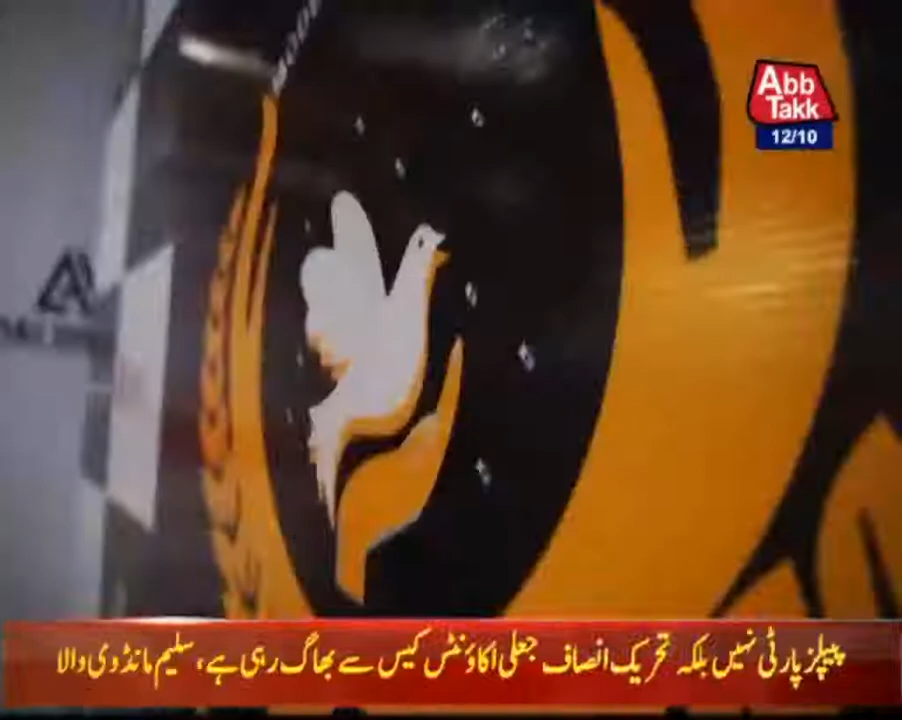 Abb
Takk
12/10
پیپلز پارٹی نہیں بلکہ تحریک انصاف جعلی اکاؤنٹس کیس سے بھاگ رہی ہے، سلیم مانڈوی والا